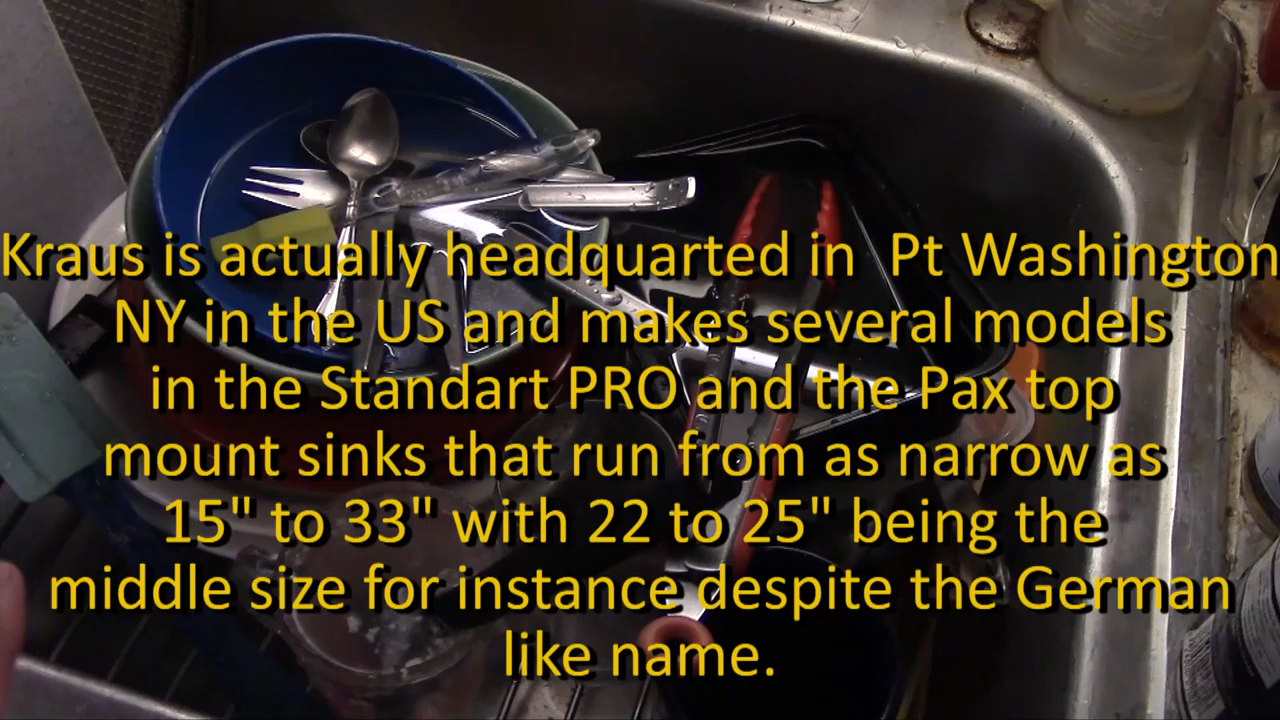 Kraus is actually headquarted in  Pt Washington
NY in the US and makes several models
in the Standart PRO and the Pax top
mount sinks that run from as narrow as
15" to 33" with 22 to 25" being the
middle size for instance despite the German
like name.